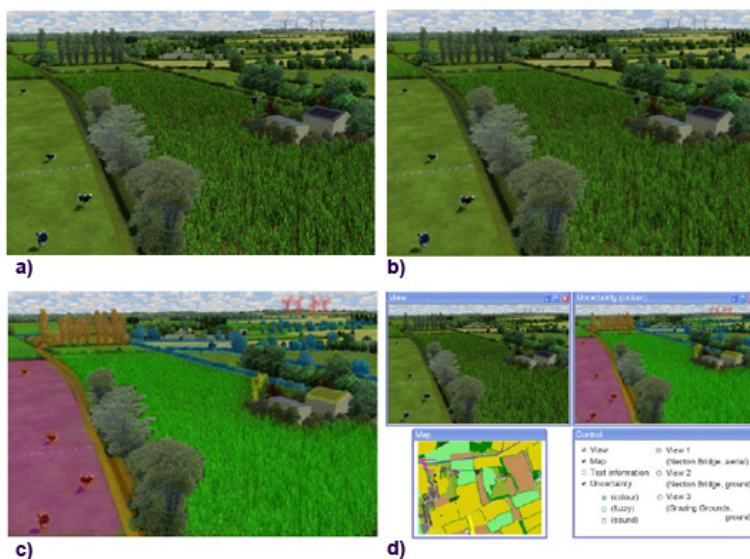 a)
b)
c)
d)
View
Uncertainty (colour)
Map
Control
View
Map
Text information
Uncertainty
(colour)
(fuzzy)
(sound)
View 1
(Necton Bridge, aerial)
View 2
(Necton Bridge, ground)
View 3
(Grazing Grounds,
ground)